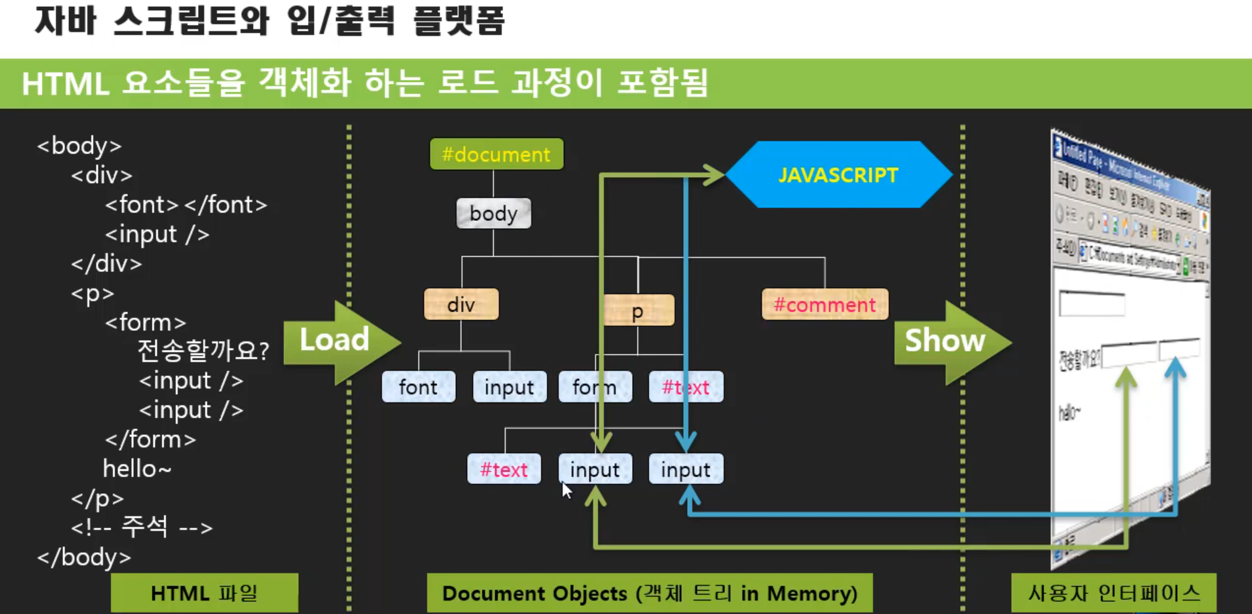 자바 스크립트와 입/출력 플랫폼
HTML 요소들을 객체화 하는 로드 과정이 포함됨
<body>
<div>
<font></font>
<input />
</div>
<p>
<form>
전송할까요?
<input />
<input />
</form>
hello~
</p>
<!-- 주석 -->
</body>
HTML 파일
Load
#document
JAVASCRIPT
body
div
p
#comment
font
input
form
#text
#text
input
input
Document Objects (객체 트리 in Memory)
Show
Untitled Page - Microsoft Internet Explorer
전송할까요?
hello~
사용자 인터페이스